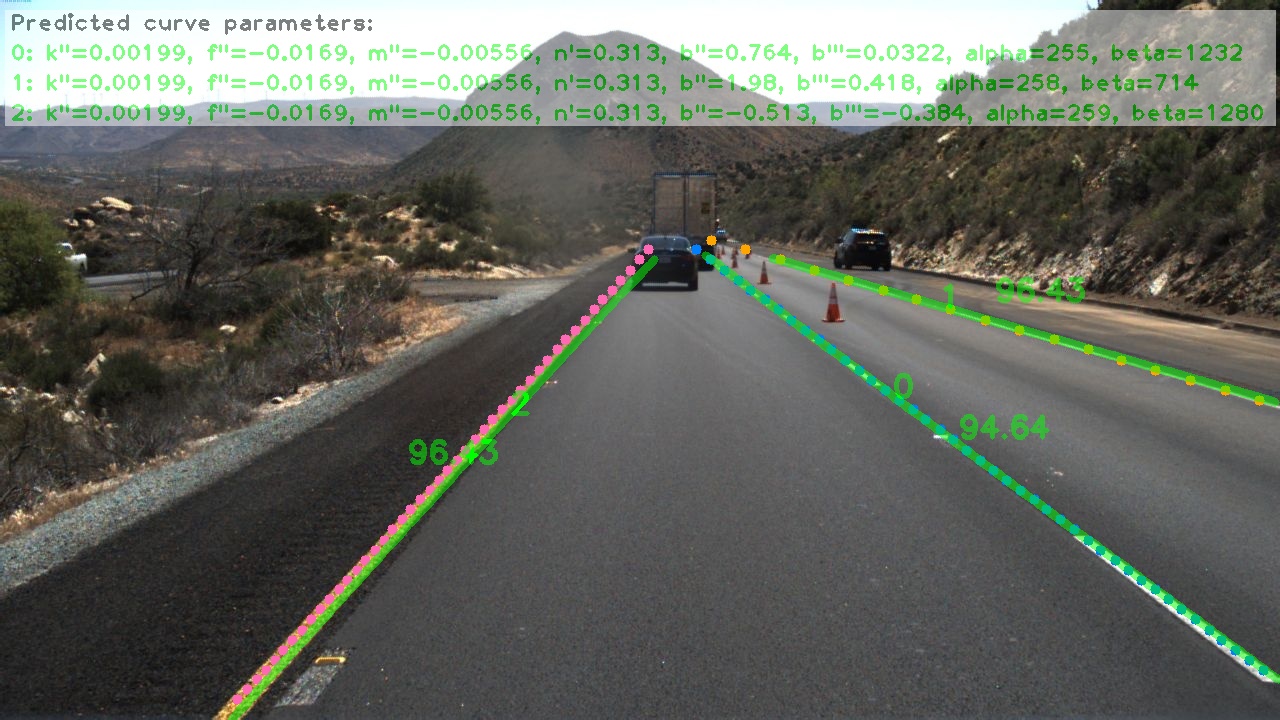 Predicted curve parameters:
0: k''=0.00199, f''=−0.0169, m''=−0.00556, n'=0.313, b''=0.764, b'''=0.0322, alpha=255, beta=1232
1: k''=0.00199, f''=−0.0169, m''=−0.00556, n'=0.313, b''=1.98, b'''=0.418, alpha=258, beta=714
2: k''=0.00199, f''=−0.0169, m''=−0.00556, n'=0.313, b''=−0.513, b'''=−0.384, alpha=259, beta=1280
1 96.43
0
2
94.64
96.43